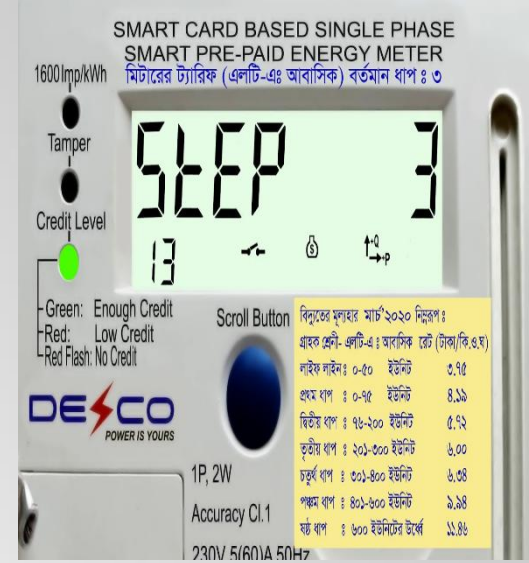 SMART CARD BASED SINGLE PHASE
SMART PRE-PAID ENERGY METER
মিটারের ট্যারিফ (এলটি-এঃ আবাসিক) বর্তমান ধাপ ঃ ৩
1600Imp/kWh
Tamper
Credit Level
StEP 3
13
Green: Enough Credit
Red: Low Credit
Red Flash: No Credit
Scroll Button
DESCO
POWER IS YOURS
1P, 2W
Accuracy Cl.1
230V 5(60)A 50Hz
বিদ্যুতের মূল্যহার মার্চ'২০২০ নিম্নরূপ ঃ
গ্রাহক শ্রেণী- এলটি-এ ঃ আবাসিক রেট (টাকা/কি.ও.ঘ)
লাইফ লাইনঃ ০-৫০ ইউনিট ৩.৭৫
প্রথম ধাপ ঃ ০-৭৫ ইউনিট ৪.১৯
দ্বিতীয় ধাপ ঃ ৭৬-২০০ ইউনিট ৫.৭২
তৃতীয় ধাপ ঃ ২০১-৩০০ ইউনিট ৬.০০
চতুর্থ ধাপ ঃ ৩০১-৪০০ ইউনিট ৬.৩৪
পঞ্চম ধাপ ঃ ৪০১-৬০০ ইউনিট ৯.৯৪
ষষ্ঠ ধাপ ঃ ৬০০ ইউনিটের উর্ধ্বে ১১.৪৬